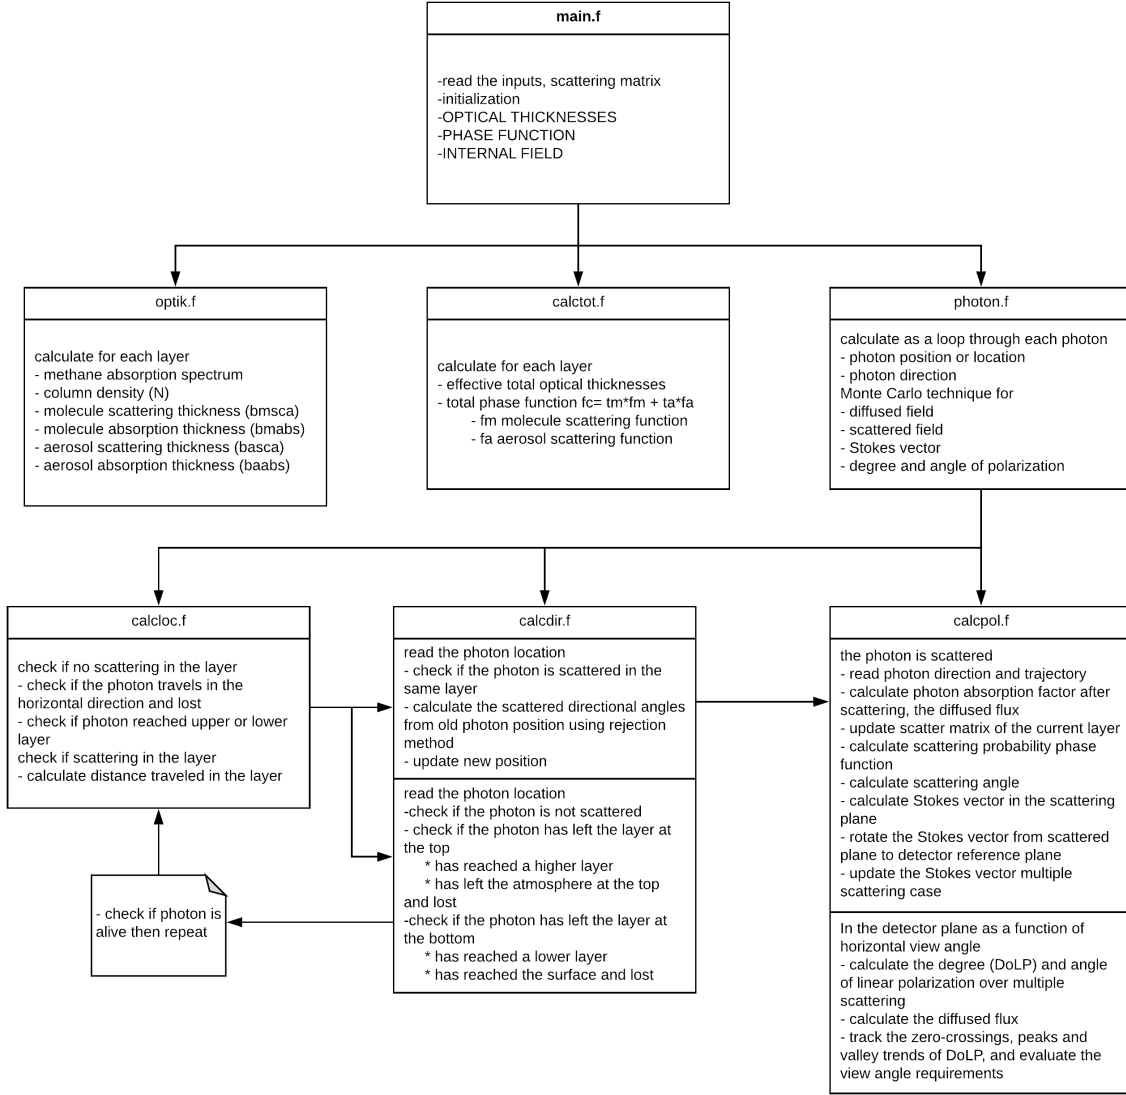 main.f
-read the inputs, scattering matrix
-initialization
-OPTICAL THICKNESSES
-PHASE FUNCTION
-INTERNAL FIELD
optik.f
calculate for each layer
- methane absorption spectrum
- column density (N)
- molecule scattering thickness (bmsca)
- molecule absorption thickness (bmabs)
- aerosol scattering thickness (basca)
- aerosol absorption thickness (baabs)
calctot.f
calculate for each layer
- effective total optical thicknesses
- total phase function fc= tm*fm + ta*fa
- fm molecule scattering function
- fa aerosol scattering function
photon.f
calculate as a loop through each photon
- photon position or location
- photon direction
Monte Carlo technique for
- diffused field
- scattered field
- Stokes vector
- degree and angle of polarization
calcloc.f
check if no scattering in the layer
- check if the photon travels in the
horizontal direction and lost
- check if photon reached upper or lower
layer
check if scattering in the layer
- calculate distance traveled in the layer
- check if photon is
alive then repeat
calcdir.f
read the photon location
- check if the photon is scattered in the
same layer
- calculate the scattered directional angles
from old photon position using rejection
method
- update new position
read the photon location
-check if the photon is not scattered
- check if the photon has left the layer at
the top
* has reached a higher layer
* has left the atmosphere at the top
and lost
-check if the photon has left the layer at
the bottom
* has reached a lower layer
* has reached the surface and lost
calcpol.f
the photon is scattered
- read photon direction and trajectory
- calculate photon absorption factor after
scattering, the diffused flux
- update scatter matrix of the current layer
- calculate scattering probability phase
function
- calculate scattering angle
- calculate Stokes vector in the scattering
plane
- rotate the Stokes vector from scattered
plane to detector reference plane
- update the Stokes vector multiple
scattering case
In the detector plane as a function of
horizontal view angle
- calculate the degree (DoLP) and angle
of linear polarization over multiple
scattering
- calculate the diffused flux
- track the zero-crossings, peaks and
valley trends of DoLP, and evaluate the
view angle requirements